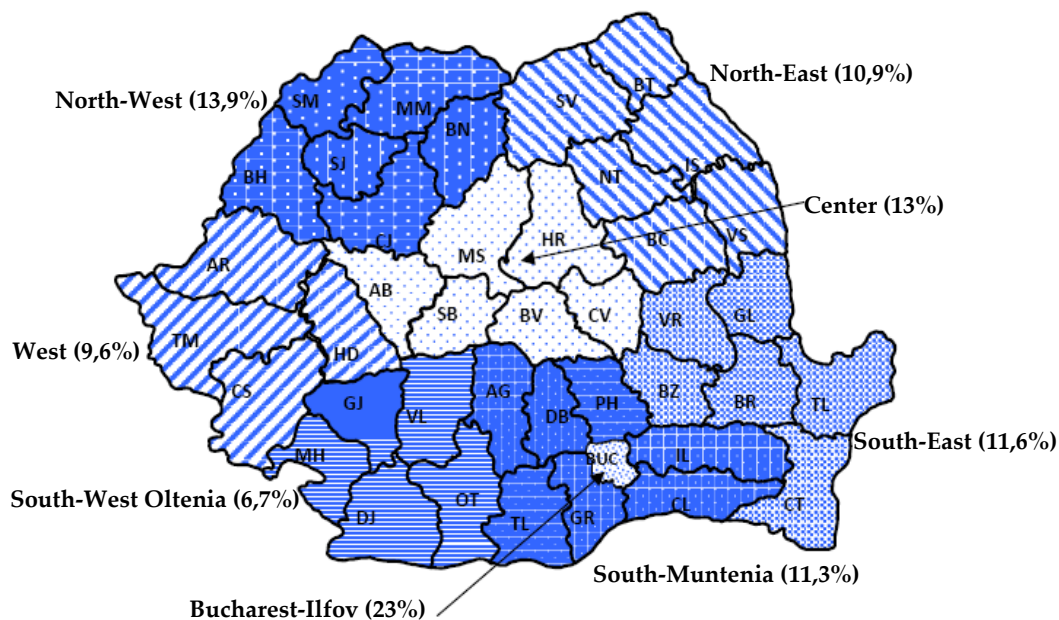 North-East (10,9%)
BT
SV
North-West (13,9%)
SM
MM
BN
SJ
IS
BH
NT
Center (13%)
CJ
HR
BC
VS
MS
AR
AB
SB
BV
CV
VR
GL
TM
West (9,6%)
HD
CS
GJ
VL
AG
DB
PH
BZ
BR
TL
South-East (11,6%)
MH
BUC
IL
South-West Oltenia (6,7%)
OT
DJ
TL
GR
CL
CT
South-Muntenia (11,3%)
Bucharest-Ilfov (23%)